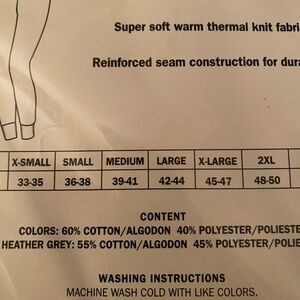 Super soft warm thermal knit fabri
Reinforced seam construction for dura
X-SMALL SMALL MEDIUM LARGE X-LARGE 2XL
33-35 36-38 39-41 42-44 45-47 48-50
CONTENT
COLORS: 60% COTTON/ALGODON 40% POLYESTER/POLIESTE
HEATHER GREY: 55% COTTON/ALGODON 45% POLYESTER/POLIE
WASHING INSTRUCTIONS
MACHINE WASH COLD WITH LIKE COLORS.